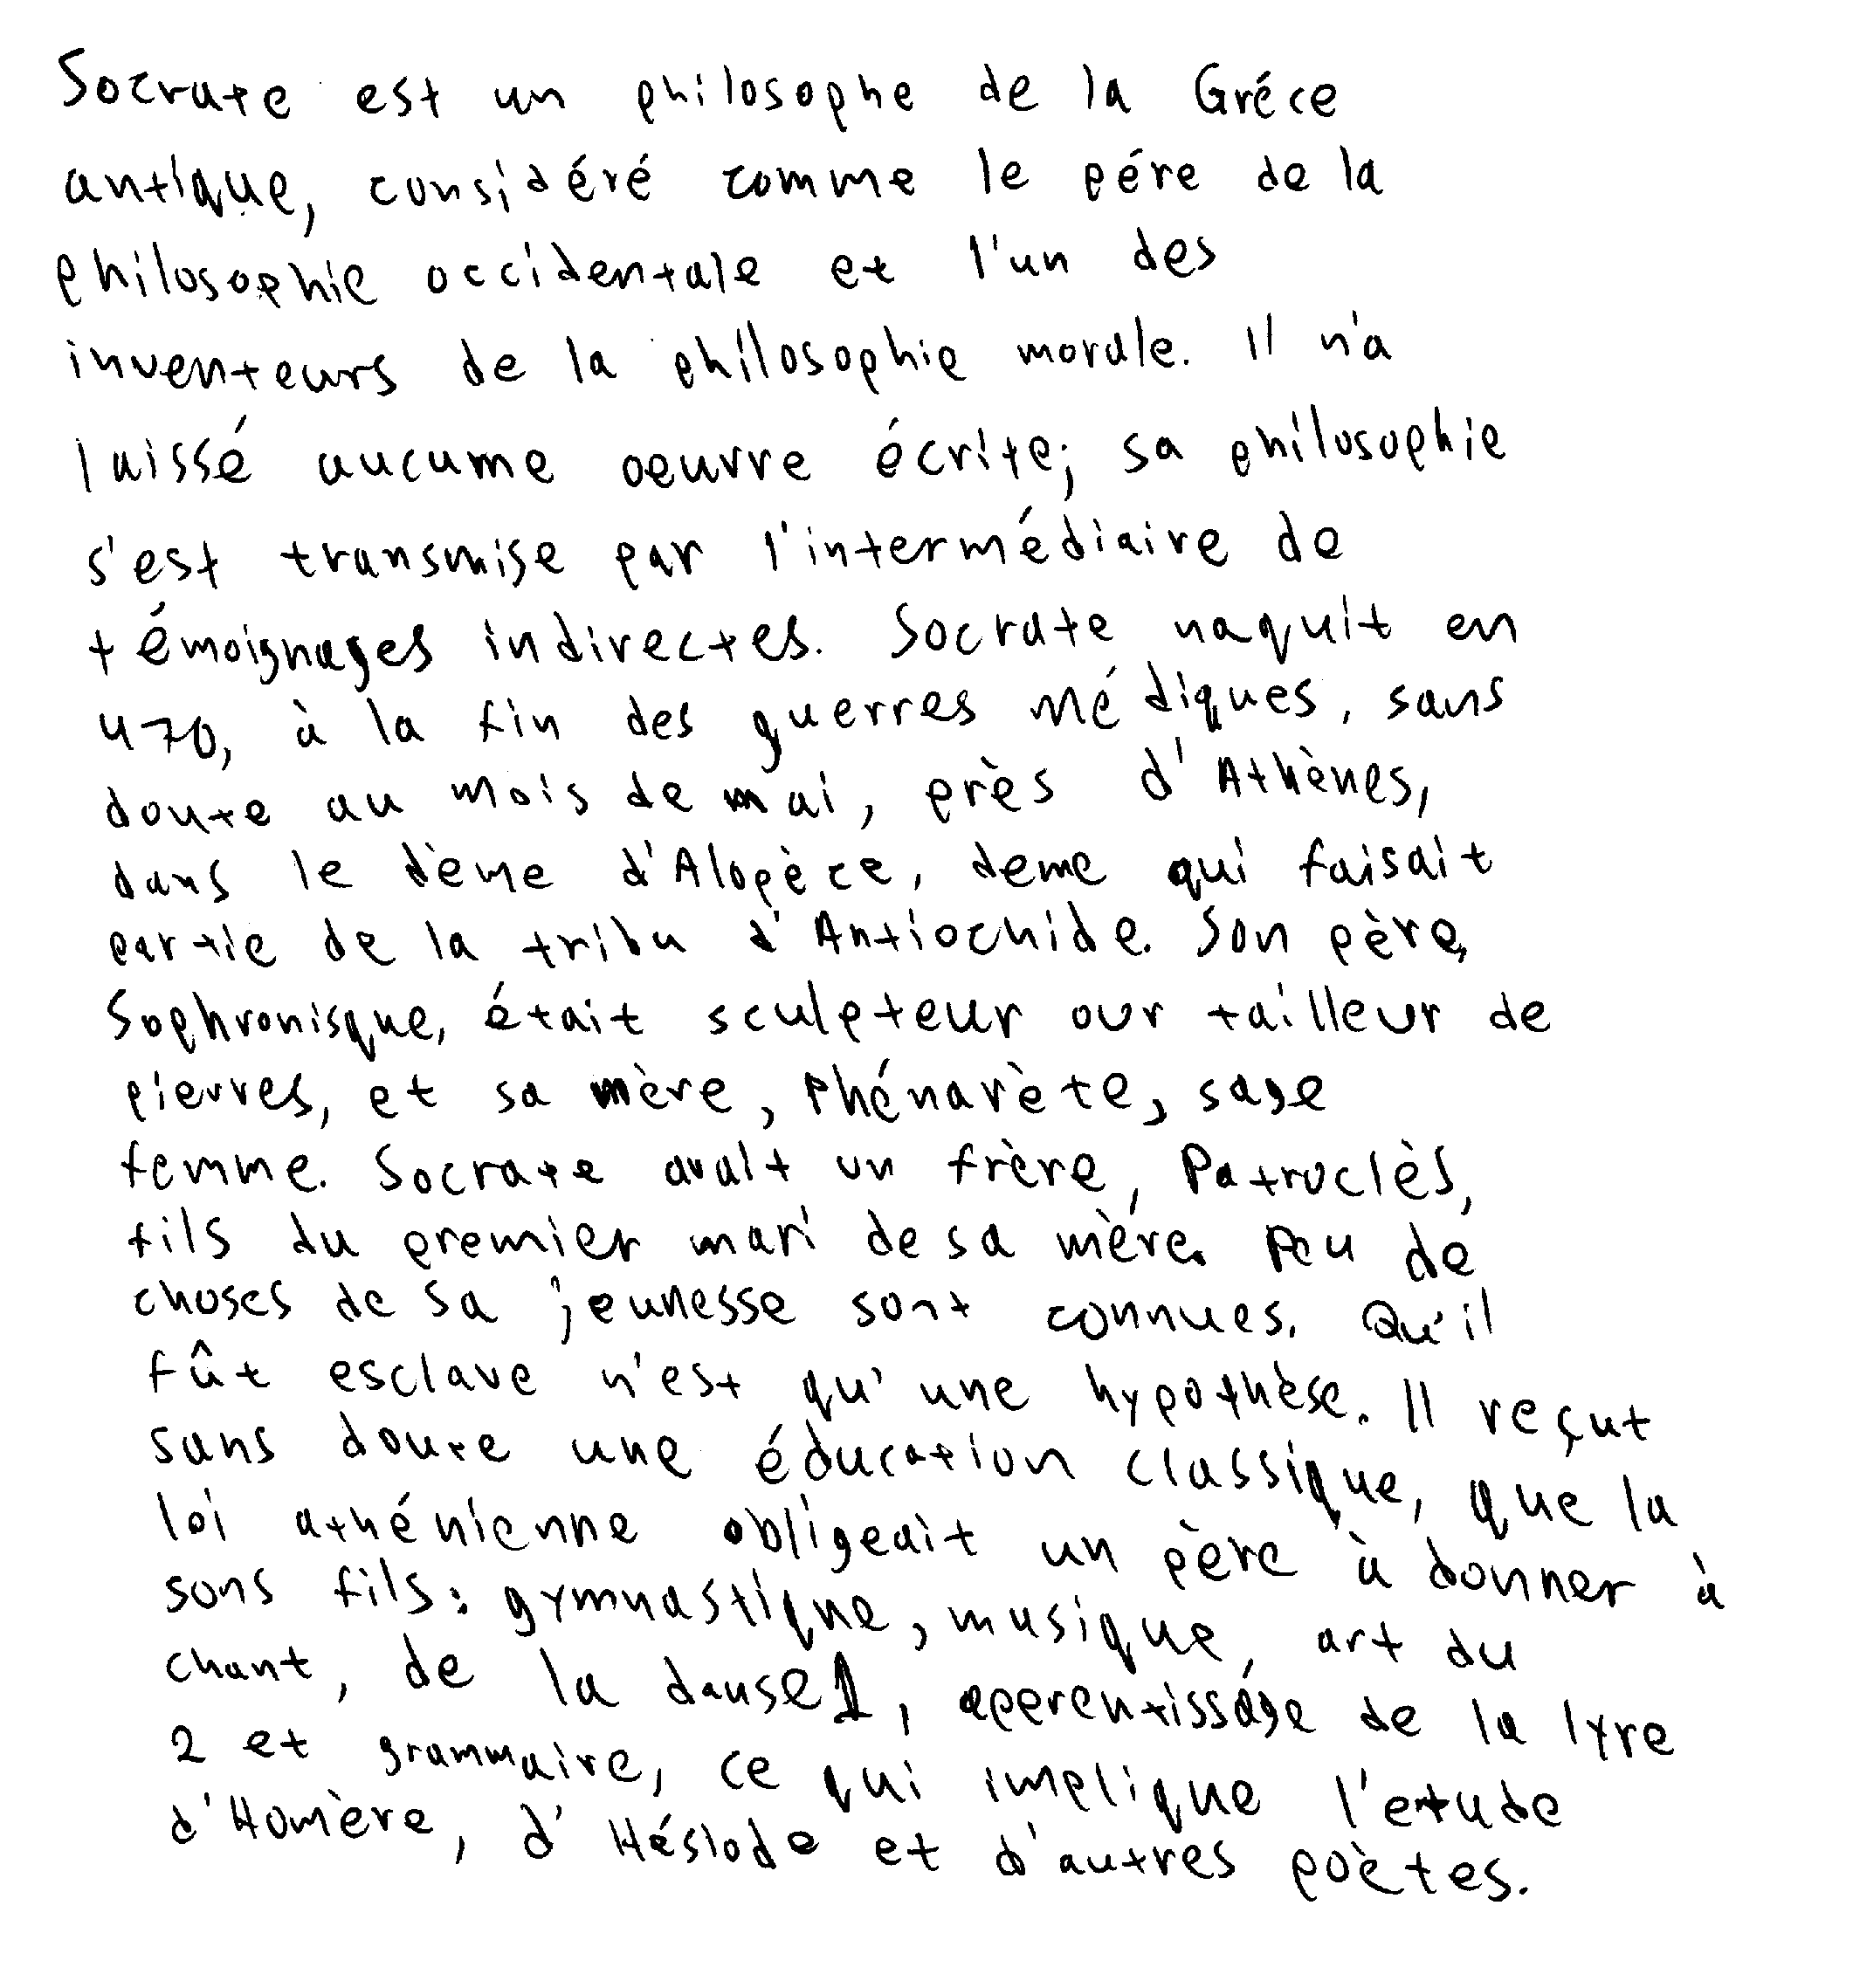 Socrate est un philosophe de la Gréce
antique, considéré comme le pére de la
philosophie occidentale et l'un des
inventeurs de la philosophie morale. Il n'a
laissé aucume oeuvre écrite; sa philosophie
s'est transmise par l'intermédiaire de
témoignages indirectes. Socrate naquit en
470, à la fin des guerres médiques, sans
doute au mois de mai, près d'Athènes,
dans le dème d'Alopèce, deme qui faisait
partie de la tribu d'Antiochide. Son père,
Sophronisque, était sculpteur our tailleur de
pierres, et sa mère, Phénarète, sage
femme. Socrate avait un frère, Patroclès,
fils du premier mari de sa mère. Peu de
choses de sa jeunesse sont connues. Qu'il
fût esclave n'est qu'une hypothèse. Il reçut
sans doute une éducation classique, que la
loi athénienne obligeait un père à donner à
sons fils: gymnastique, musique, art du
chant, de la danse1, aperentisságe de la lyre
2 et grammaire, ce qui implique l'etude
d'Homère, d'Hésiode et d'autres poètes.